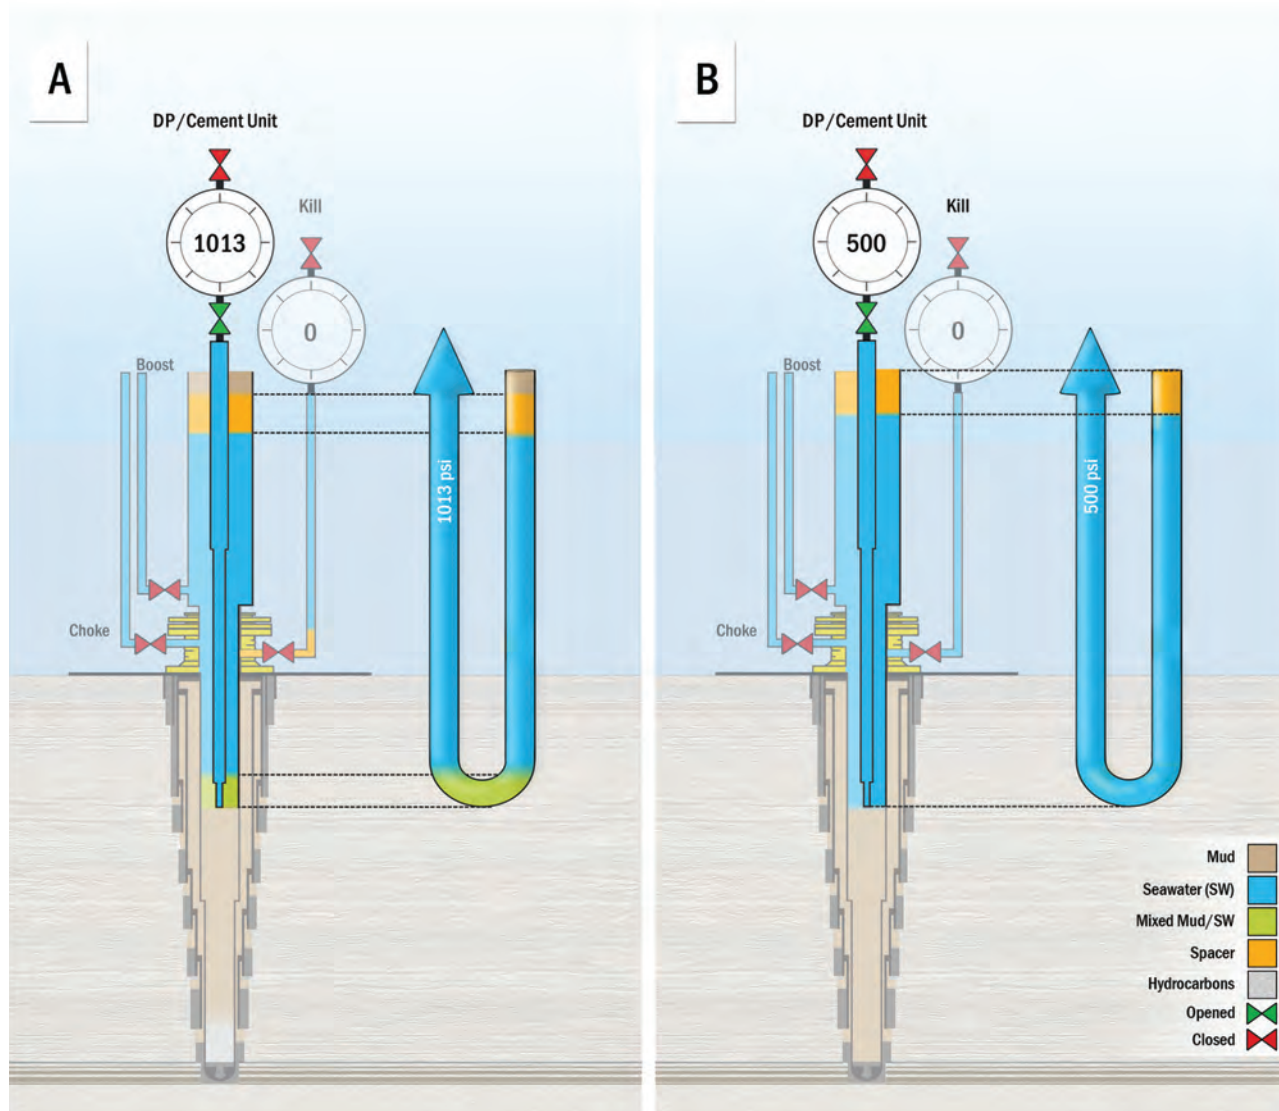 A
DP/Cement Unit
1013
Kill
0
Boost
Choke
1013 psi
B
DP/Cement Unit
500
Kill
0
Boost
Choke
500 psi
Mud
Seawater (SW)
Mixed Mud/SW
Spacer
Hydrocarbons
Opened
Closed